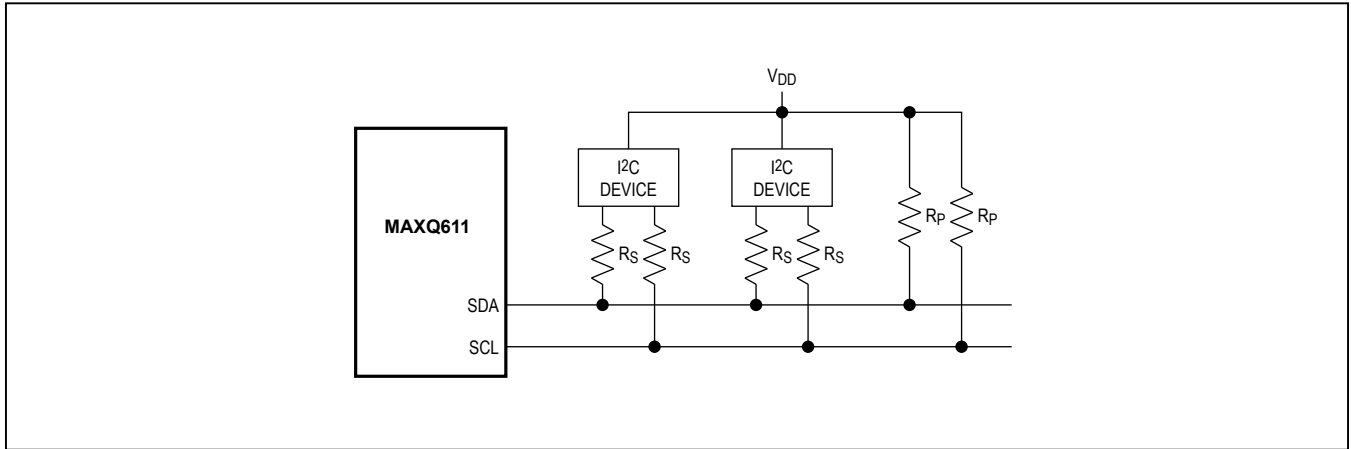 VDD
I2C
DEVICE
I2C
DEVICE
MAXQ611
RS
RS
RS
RS
RP
RP
SDA
SCL